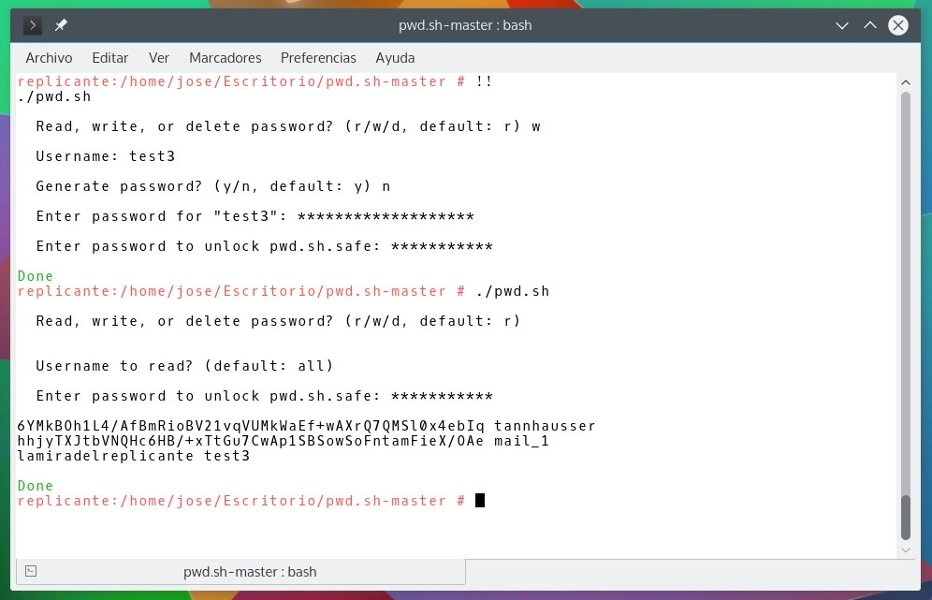 pwd.sh-master : bash
Archivo Editar Ver Marcadores Preferencias Ayuda
replicante:/home/jose/Escritorio/pwd.sh-master # !!
./pwd.sh
Read, write, or delete password? (r/w/d, default: r) w
Username: test3
Generate password? (y/n, default: y) n
Enter password for "test3": *******************
Enter password to unlock pwd.sh.safe: ***********
Done
replicante:/home/jose/Escritorio/pwd.sh-master # ./pwd.sh
Read, write, or delete password? (r/w/d, default: r)
Username to read? (default: all)
Enter password to unlock pwd.sh.safe: ***********
6YMkBOh1L4/AfBmRioBV21vqVUMkWaEf+wAXrQ7QMSl0x4ebIq tannhausser
hhjyTXJtbVNQHc6HB/+xTtGu7CwAp1SBSowSoFntamFieX/OAe mail_1
lamiradelreplicante test3
Done
replicante:/home/jose/Escritorio/pwd.sh-master #
pwd.sh-master : bash